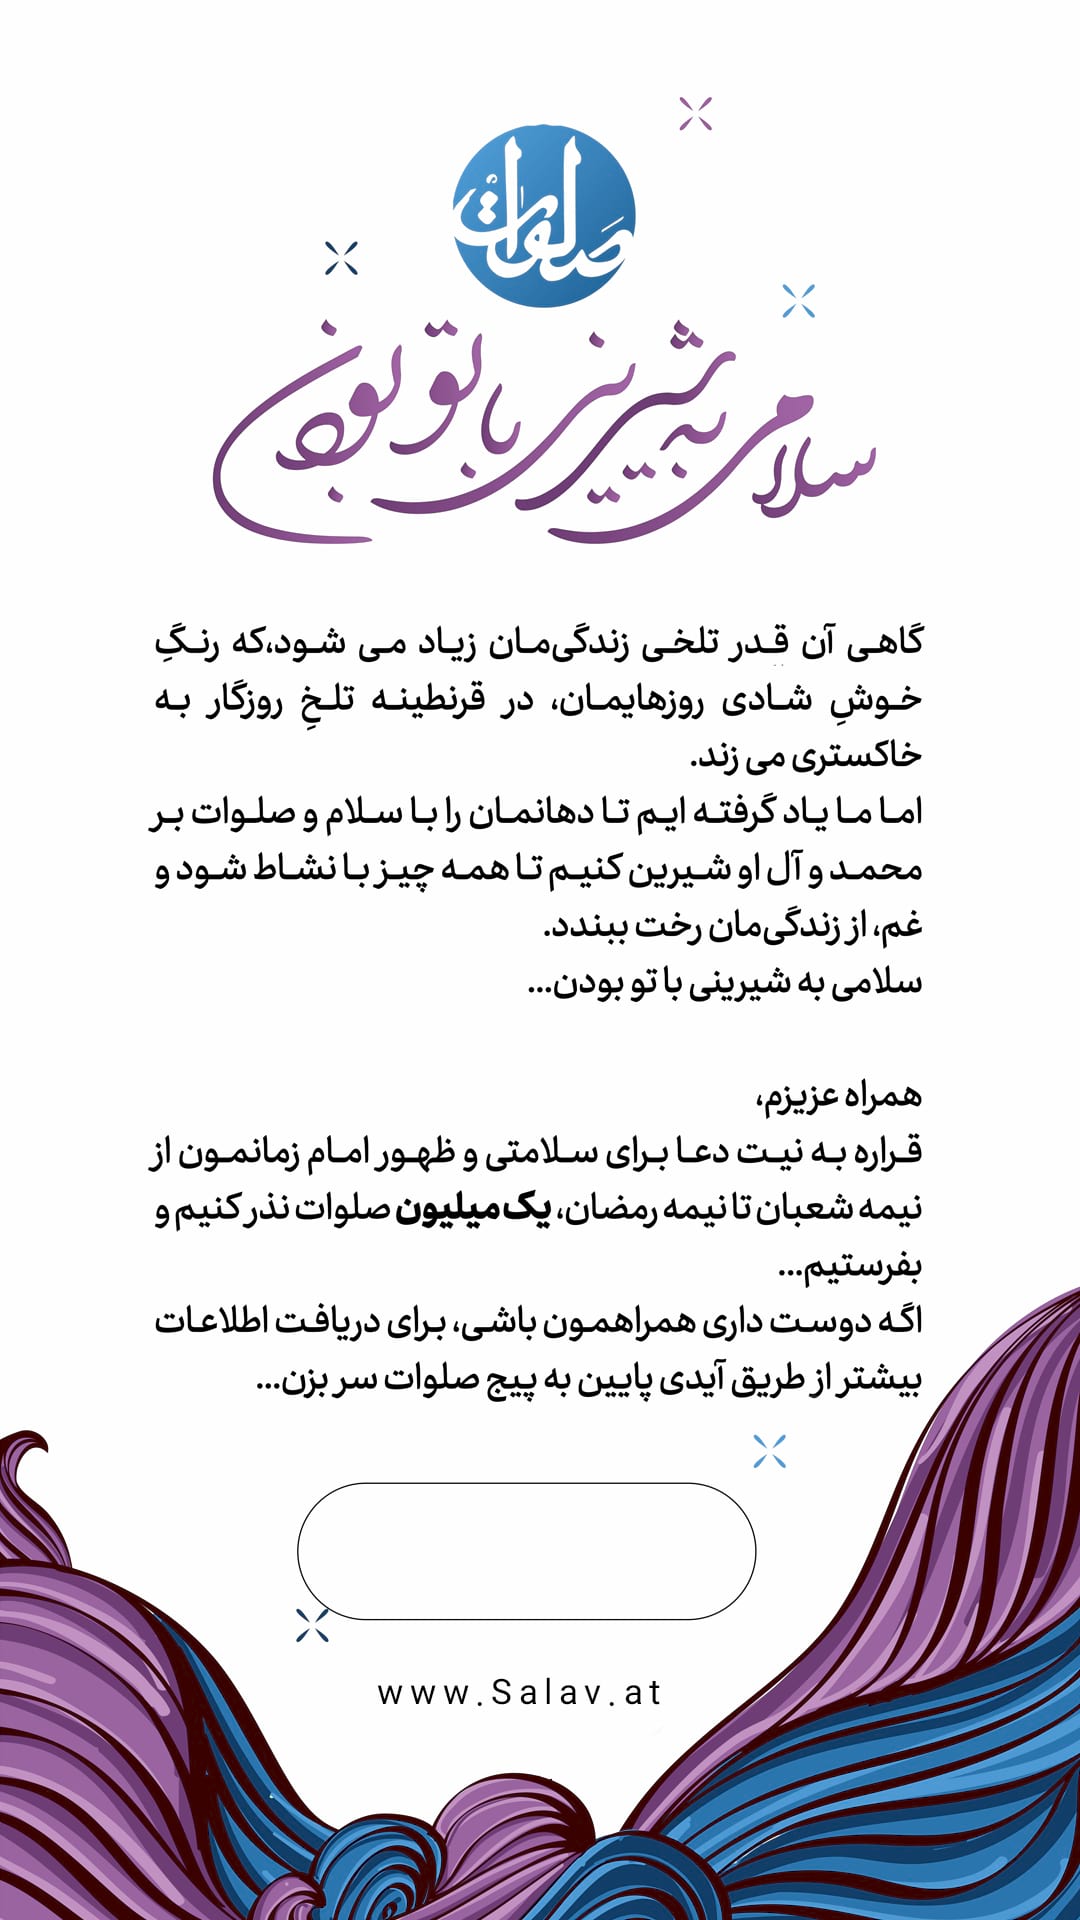 صلوات
سلامی به شیرینی با تو بودن
گاهی آن قدر تلخی زندگی‌مان زیاد می شود،که رنگِ
خوشِ شادی روزهایمان، در قرنطینه تلخِ روزگار به
خاکستری می زند.
اما ما یاد گرفته ایم تا دهانمان را با سلام و صلوات بر
محمد و آل او شیرین کنیم تا همه چیز با نشاط شود و
غم، از زندگی‌مان رخت ببندد.
سلامی به شیرینی با تو بودن...
همراه عزیزم،
قراره به نیت دعا برای سلامتی و ظهور امام زمانمون از
نیمه شعبان تا نیمه رمضان، یک‌میلیون صلوات نذر کنیم و
بفرستیم...
اگه دوست داری همراهمون باشی، برای دریافت اطلاعات
بیشتر از طریق آیدی پایین به پیج صلوات سر بزن...
www.Salav.at